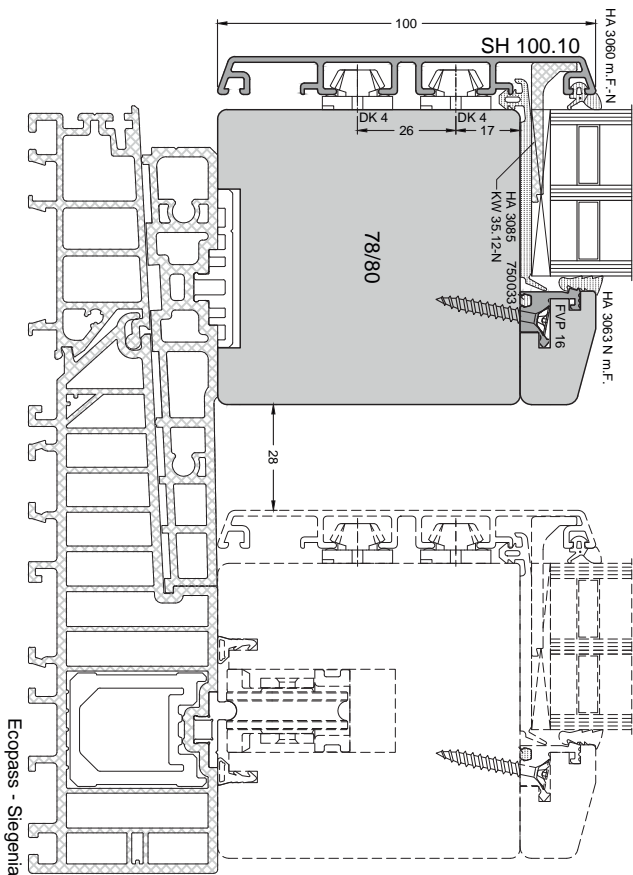 100
SH 100.10
HA 3060 m.F.-N
DK 4
DK 4
26
17
HA 3085
KW 35.12-N
750033
FVP 16
HA 3063 N m.F.
78/80
28
Ecopass - Siegenia